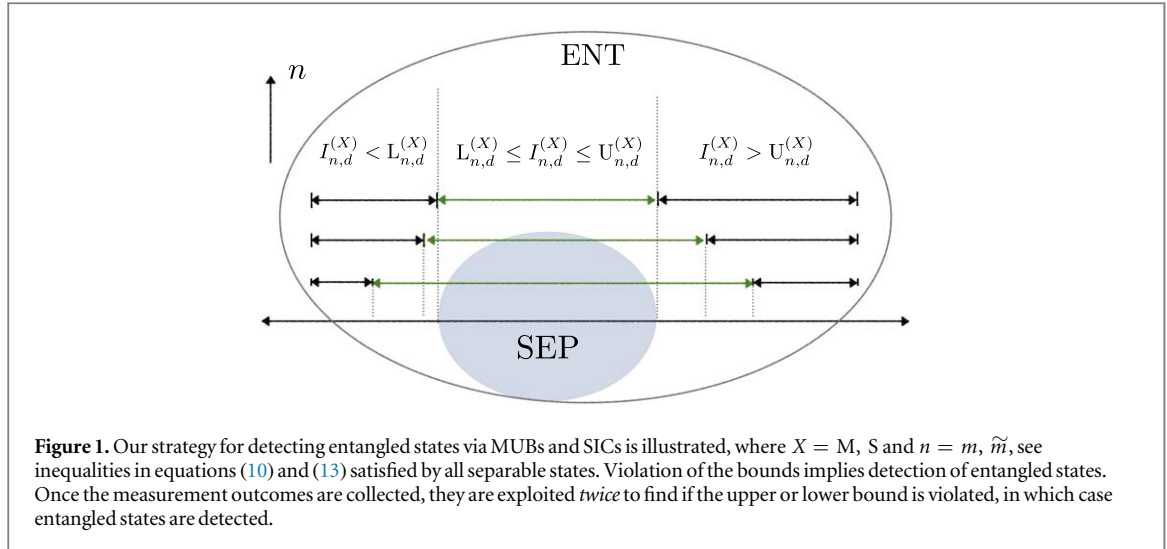 ENT
n
I_{n,d}^{(X)} < L_{n,d}^{(X)} L_{n,d}^{(X)} ≤ I_{n,d}^{(X)} ≤ U_{n,d}^{(X)} I_{n,d}^{(X)} > U_{n,d}^{(X)}
SEP
Figure 1. Our strategy for detecting entangled states via MUBs and SICs is illustrated, where X = M, S and n = m, m̃, see
inequalities in equations (10) and (13) satisfied by all separable states. Violation of the bounds implies detection of entangled states.
Once the measurement outcomes are collected, they are exploited twice to find if the upper or lower bound is violated, in which case
entangled states are detected.